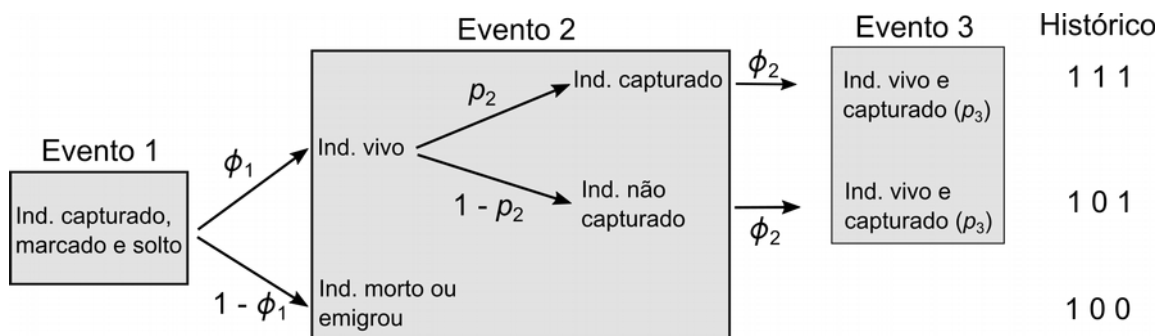 Evento 1
Ind. capturado,
marcado e solto
ϕ1
1 - ϕ1
Evento 2
Ind. vivo
Ind. morto ou
emigrou
p2
1 - p2
Ind. capturado
Ind. não
capturado
ϕ2
ϕ2
Evento 3
Ind. vivo e
capturado (p3)
Ind. vivo e
capturado (p3)
Histórico
1 1 1
1 0 1
1 0 0